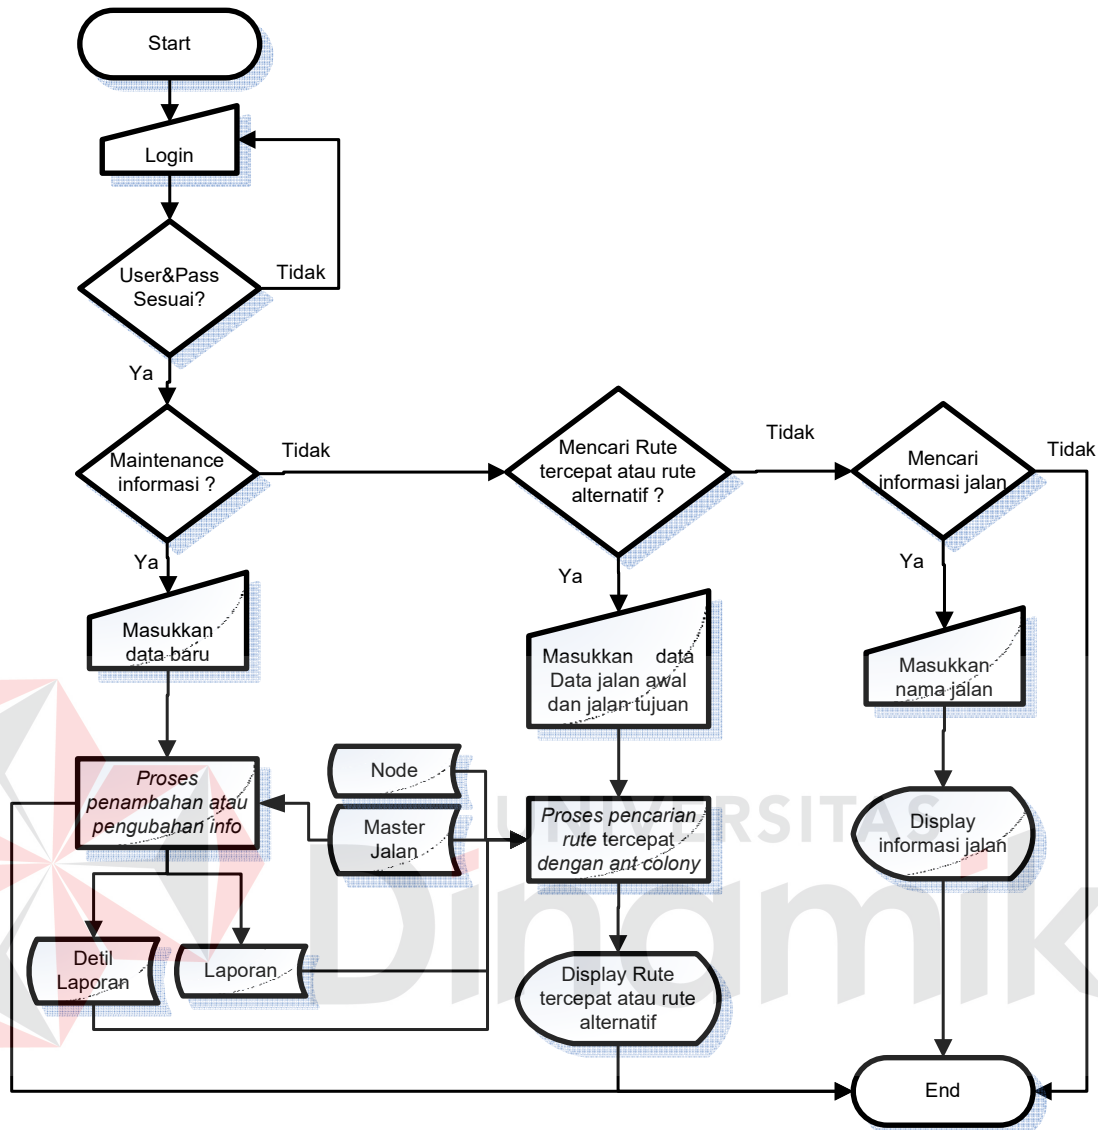 Start
Login
User&Pass
Sesuai?
Tidak
Ya
Maintenance
informasi ?
Tidak
Mencari Rute
tercepat atau rute
alternatif ?
Tidak
Mencari
informasi jalan
Tidak
Ya
Ya
Ya
Masukkan
data baru
Masukkan data
Data jalan awal
dan jalan tujuan
Masukkan
nama jalan
Proses
penambahan atau
pengubahan info
Node
Master
Jalan
Proses pencarian
rute tercepat
dengan ant colony
Display
informasi jalan
UNIVERSITAS
Dinamika
Detil
Laporan
Laporan
Display Rute
tercepat atau rute
alternatif
End